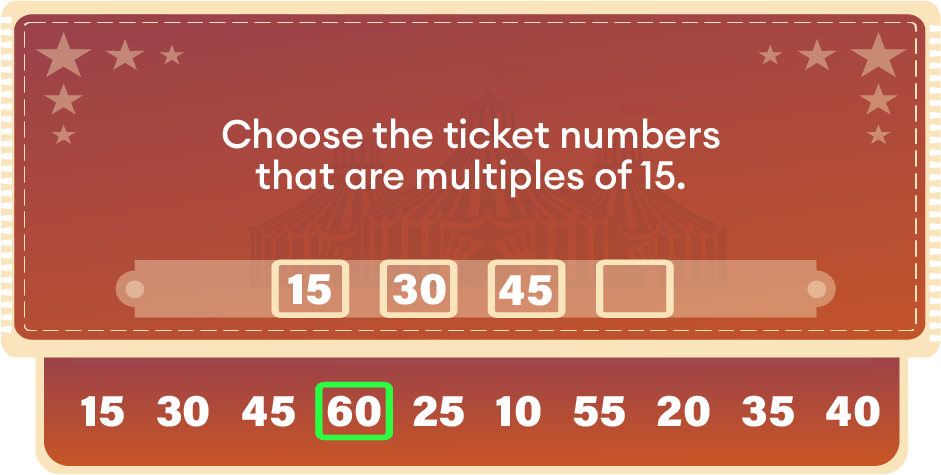 Choose the ticket numbers
that are multiples of 15.
15 30 45
15 30 45 60 25 10 55 20 35 40